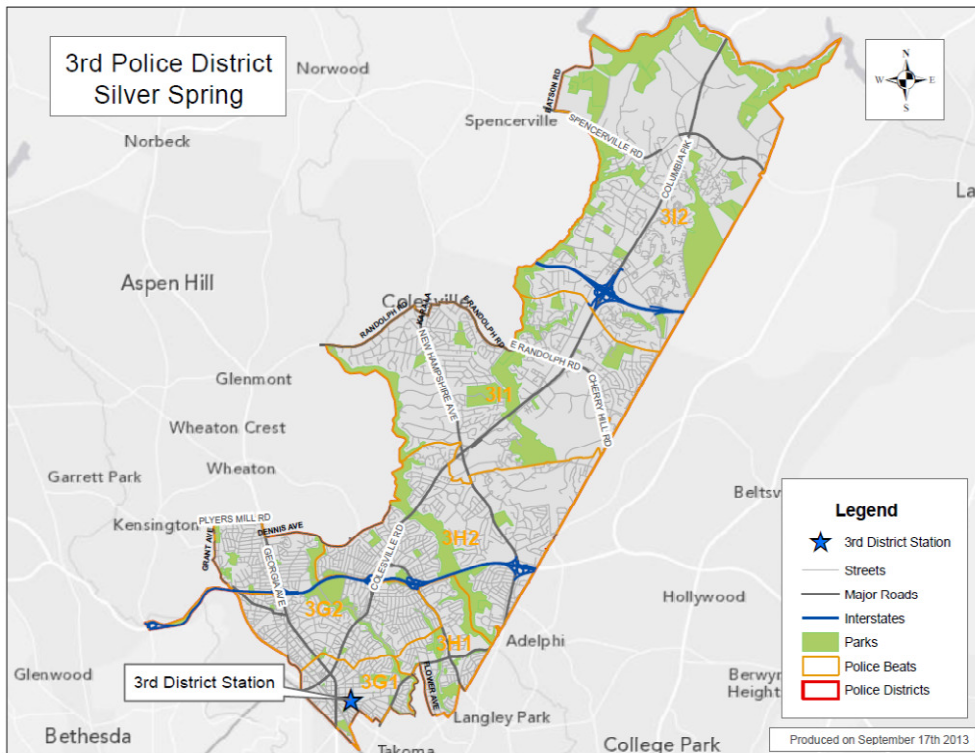 3rd Police District
Silver Spring
Norwood
N
W E
S
BATSON RD
Spencerville
Norbeck
SPENCERVILLE RD
COLUMBIA PIK
La
3I2
Aspen Hill
Colesville
RANDOLPH RD
E RANDOLPH RD
NEW HAMPSHIRE AVE
E RANDOLPH RD
Glenmont
3H
CHERRY HILL RD
Wheaton Crest
Garrett Park
Wheaton
Beltsv
Kensington
PLYERS MILL RD
DENNIS AVE
GRANT AVE
GEORGIA AVE
COLESVILLE RD
3H2
Legend
3rd District Station
Streets
Major Roads
Interstates
Parks
Police Beats
Police Districts
Hollywood
3G2
3H1
Adelphi
Glenwood
3rd District Station
3G1
FLOWER AVE
Berwyn
Height
Langley Park
Bethesda
Takoma
College Park
Produced on September 17th 2013